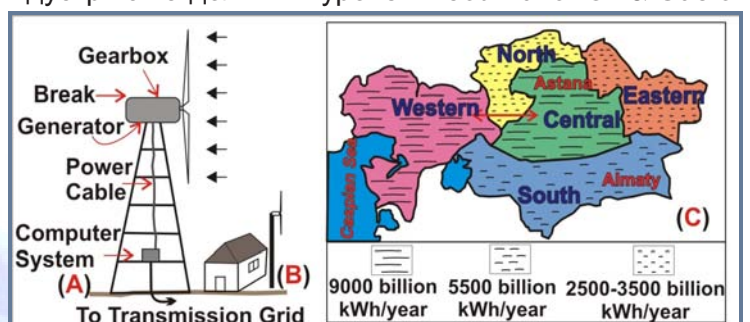 Gearbox
Break
Generator
Power
Cable
Computer
System
(A)
(B)
To Transmission Grid
North
Astana
Western
Eastern
Central
Caspian Sea
South
Almaty
(C)
9000 billion
kWh/year
5500 billion
kWh/year
2500-3500 billion
kWh/year